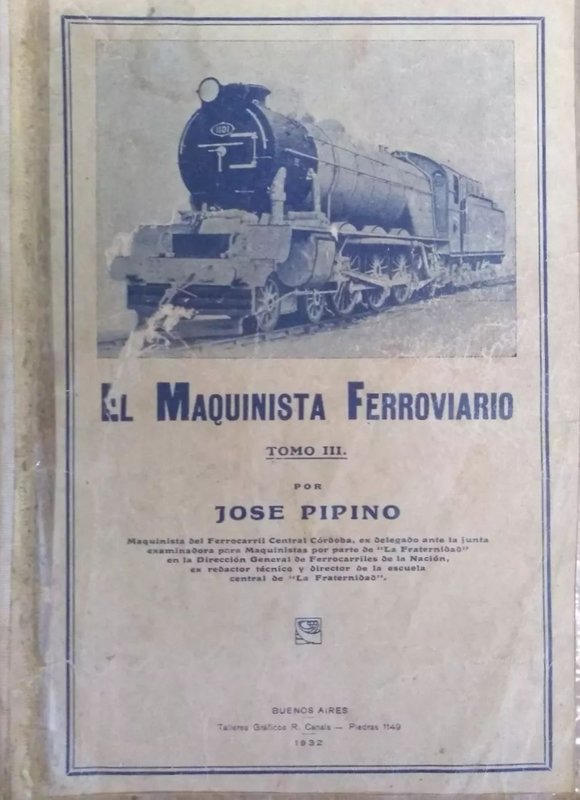 1101
EL MAQUINISTA FERROVIARIO
TOMO III.
POR
JOSE PIPINO
Maquinista del Ferrocarril Central Córdoba, ex delegado ante la junta
examinadora para Maquinistas por parte de "La Fraternidad"
en la Dirección General de Ferrocarriles de la Nación,
ex redactor técnico y director de la escuela
central de "La Fraternidad".
BUENOS AIRES
Talleres Gráficos R. Canals — Piedras 1149
1932